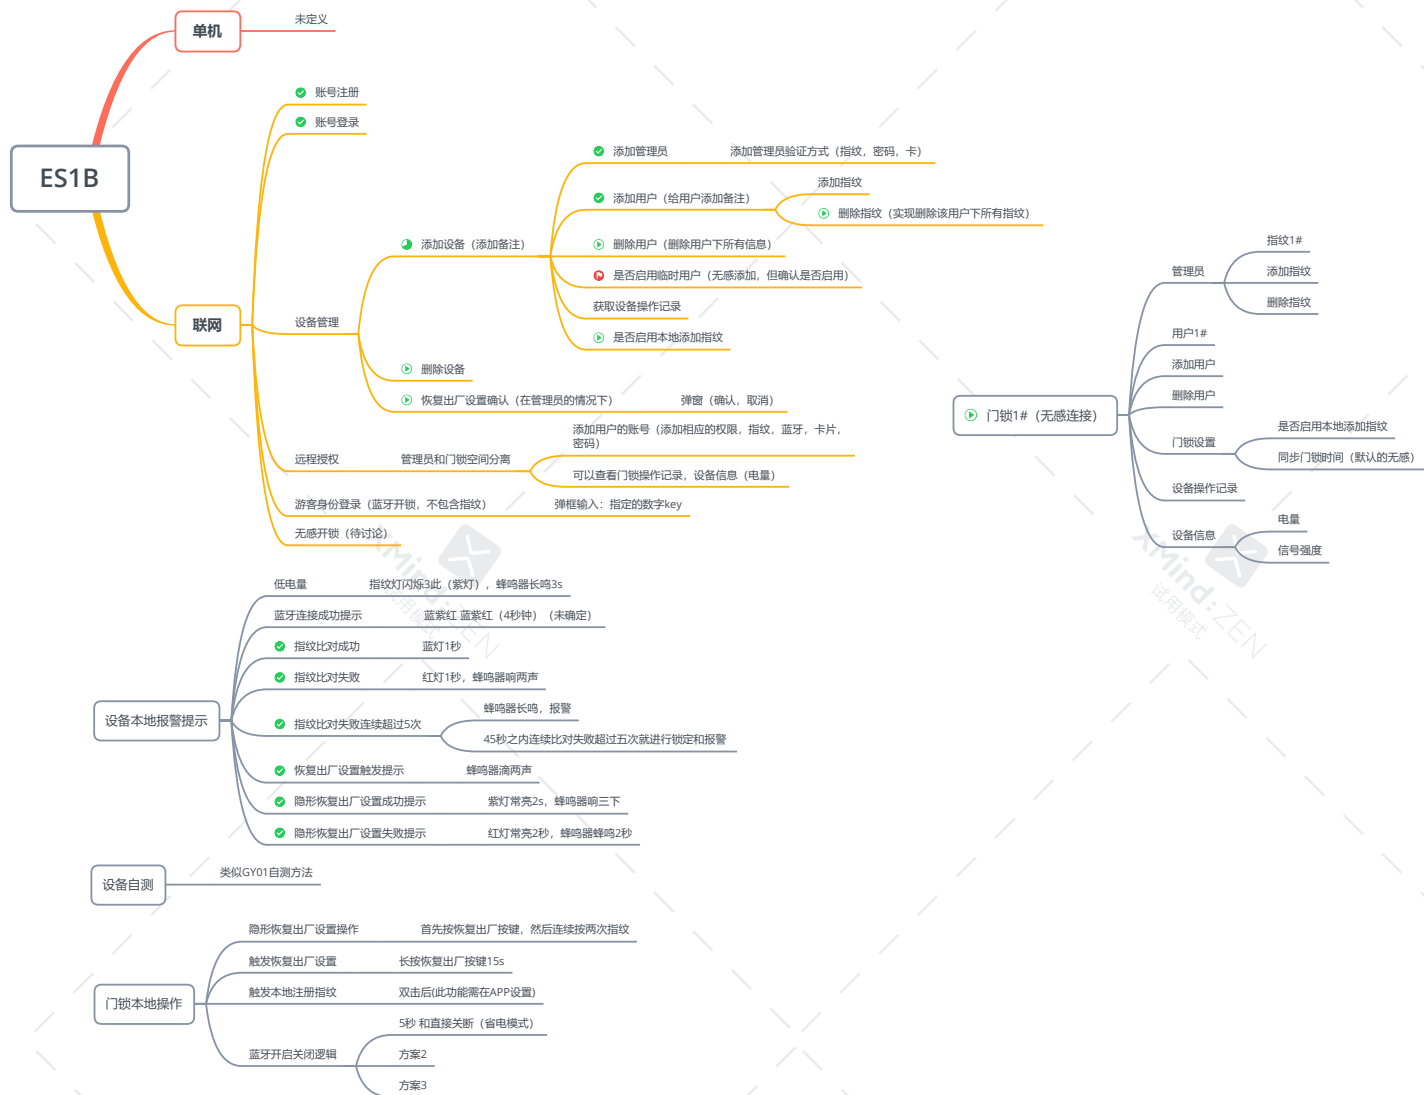 单机
未定义
ES1B
联网
账号注册
账号登录
设备管理
添加设备（添加备注）
添加管理员
添加管理员验证方式（指纹，密码，卡）
添加用户（给用户添加备注）
添加指纹
删除指纹（实现删除该用户下所有指纹）
删除用户（删除用户下所有信息）
是否启用临时用户（无感添加，但确认是否启用）
获取设备操作记录
是否启用本地添加指纹
删除设备
恢复出厂设置确认（在管理员的情况下）
弹窗（确认，取消）
远程授权
管理员和门锁空间分离
添加用户的账号（添加相应的权限，指纹，蓝牙，卡片，
密码）
可以查看门锁操作记录，设备信息（电量）
游客身份登录（蓝牙开锁，不包含指纹）
弹框输入：指定的数字key
无感开锁（待讨论）
门锁1#（无感连接）
管理员
指纹1#
添加指纹
删除指纹
用户1#
添加用户
删除用户
门锁设置
是否启用本地添加指纹
同步门锁时间（默认的无感）
设备操作记录
设备信息
电量
信号强度
设备本地报警提示
低电量
指纹灯闪烁3此（紫灯），蜂鸣器长鸣3s
蓝牙连接成功提示
蓝紫红 蓝紫红（4秒钟）（未确定）
指纹比对成功
蓝灯1秒
指纹比对失败
红灯1秒，蜂鸣器响两声
指纹比对失败连续超过5次
蜂鸣器长鸣，报警
45秒之内连续比对失败超过五次就进行锁定和报警
恢复出厂设置触发提示
蜂鸣器滴两声
隐形恢复出厂设置成功提示
紫灯常亮2s，蜂鸣器响三下
隐形恢复出厂设置失败提示
红灯常亮2秒，蜂鸣器蜂鸣2秒
设备自测
类似GY01自测方法
门锁本地操作
隐形恢复出厂设置操作
首先按恢复出厂按键，然后连续按两次指纹
触发恢复出厂设置
长按恢复出厂按键15s
触发本地注册指纹
双击后(此功能需在APP设置)
蓝牙开启关闭逻辑
5秒 和直接关断（省电模式）
方案2
方案3
XMind:ZEN
试用模式
XMind:ZEN
试用模式